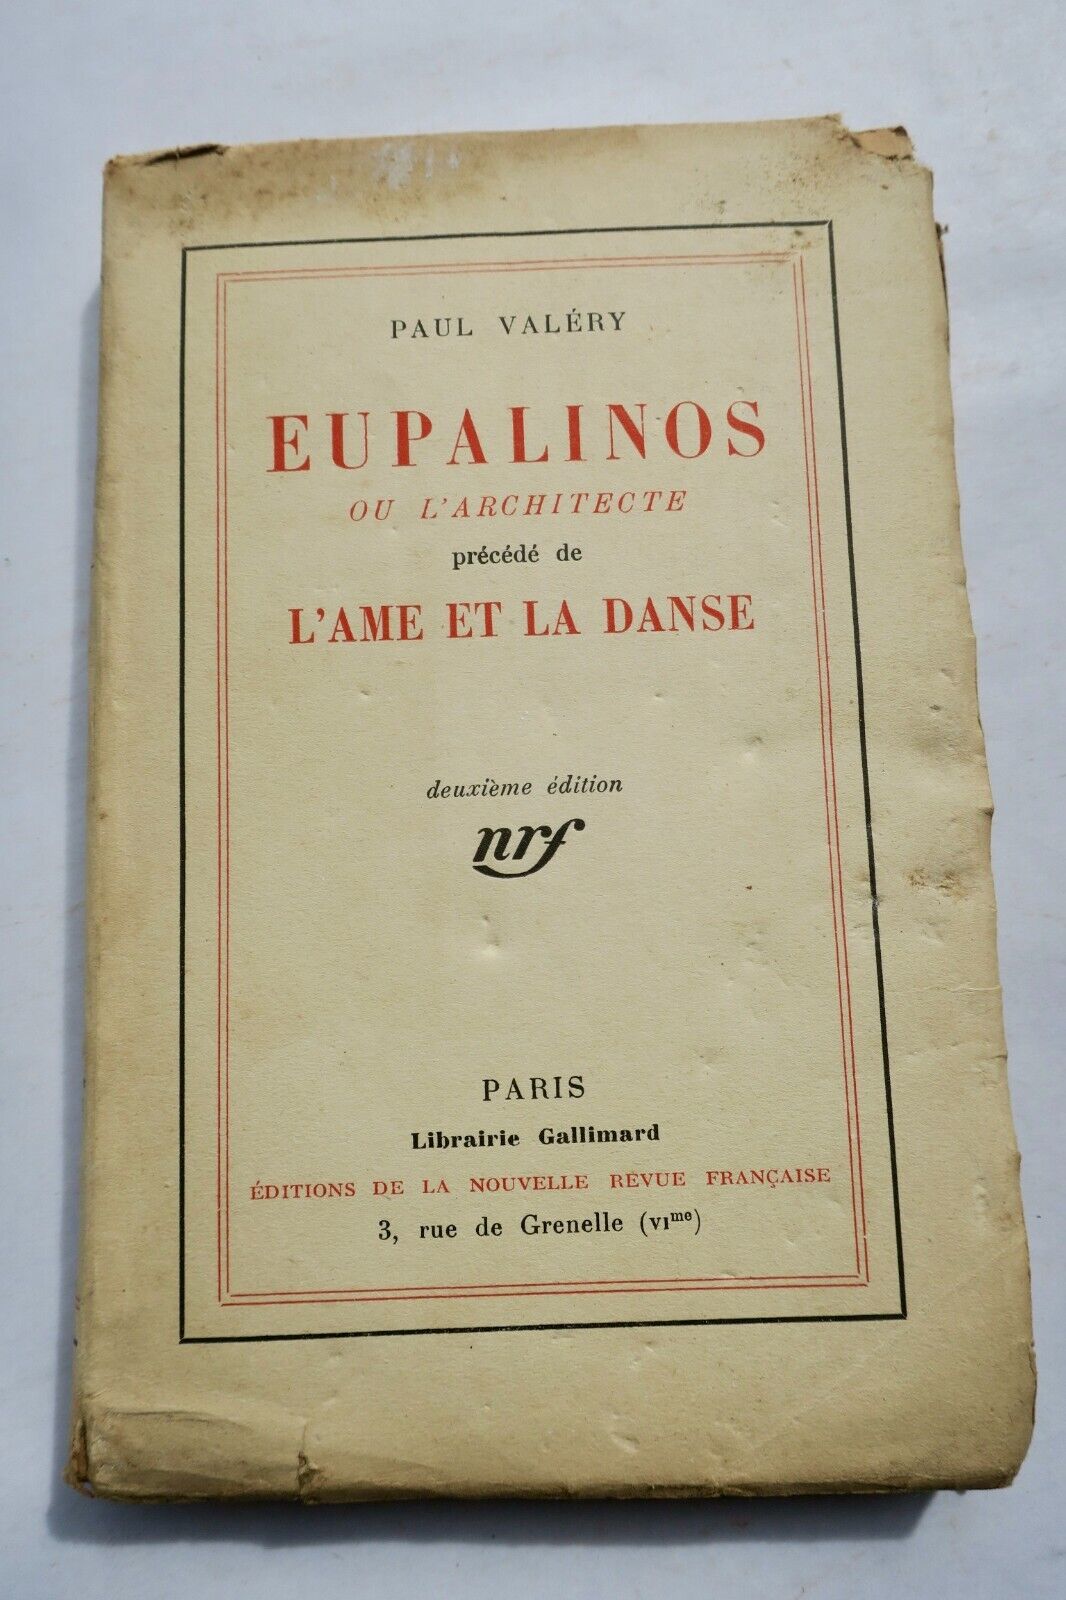 PAUL VALÉRY
EUPALINOS
OU L'ARCHITECTE
précédé de
L'AME ET LA DANSE
deuxième édition
nrf
PARIS
Librairie Gallimard
ÉDITIONS DE LA NOUVELLE REVUE FRANÇAISE
3, rue de Grenelle (VIme)